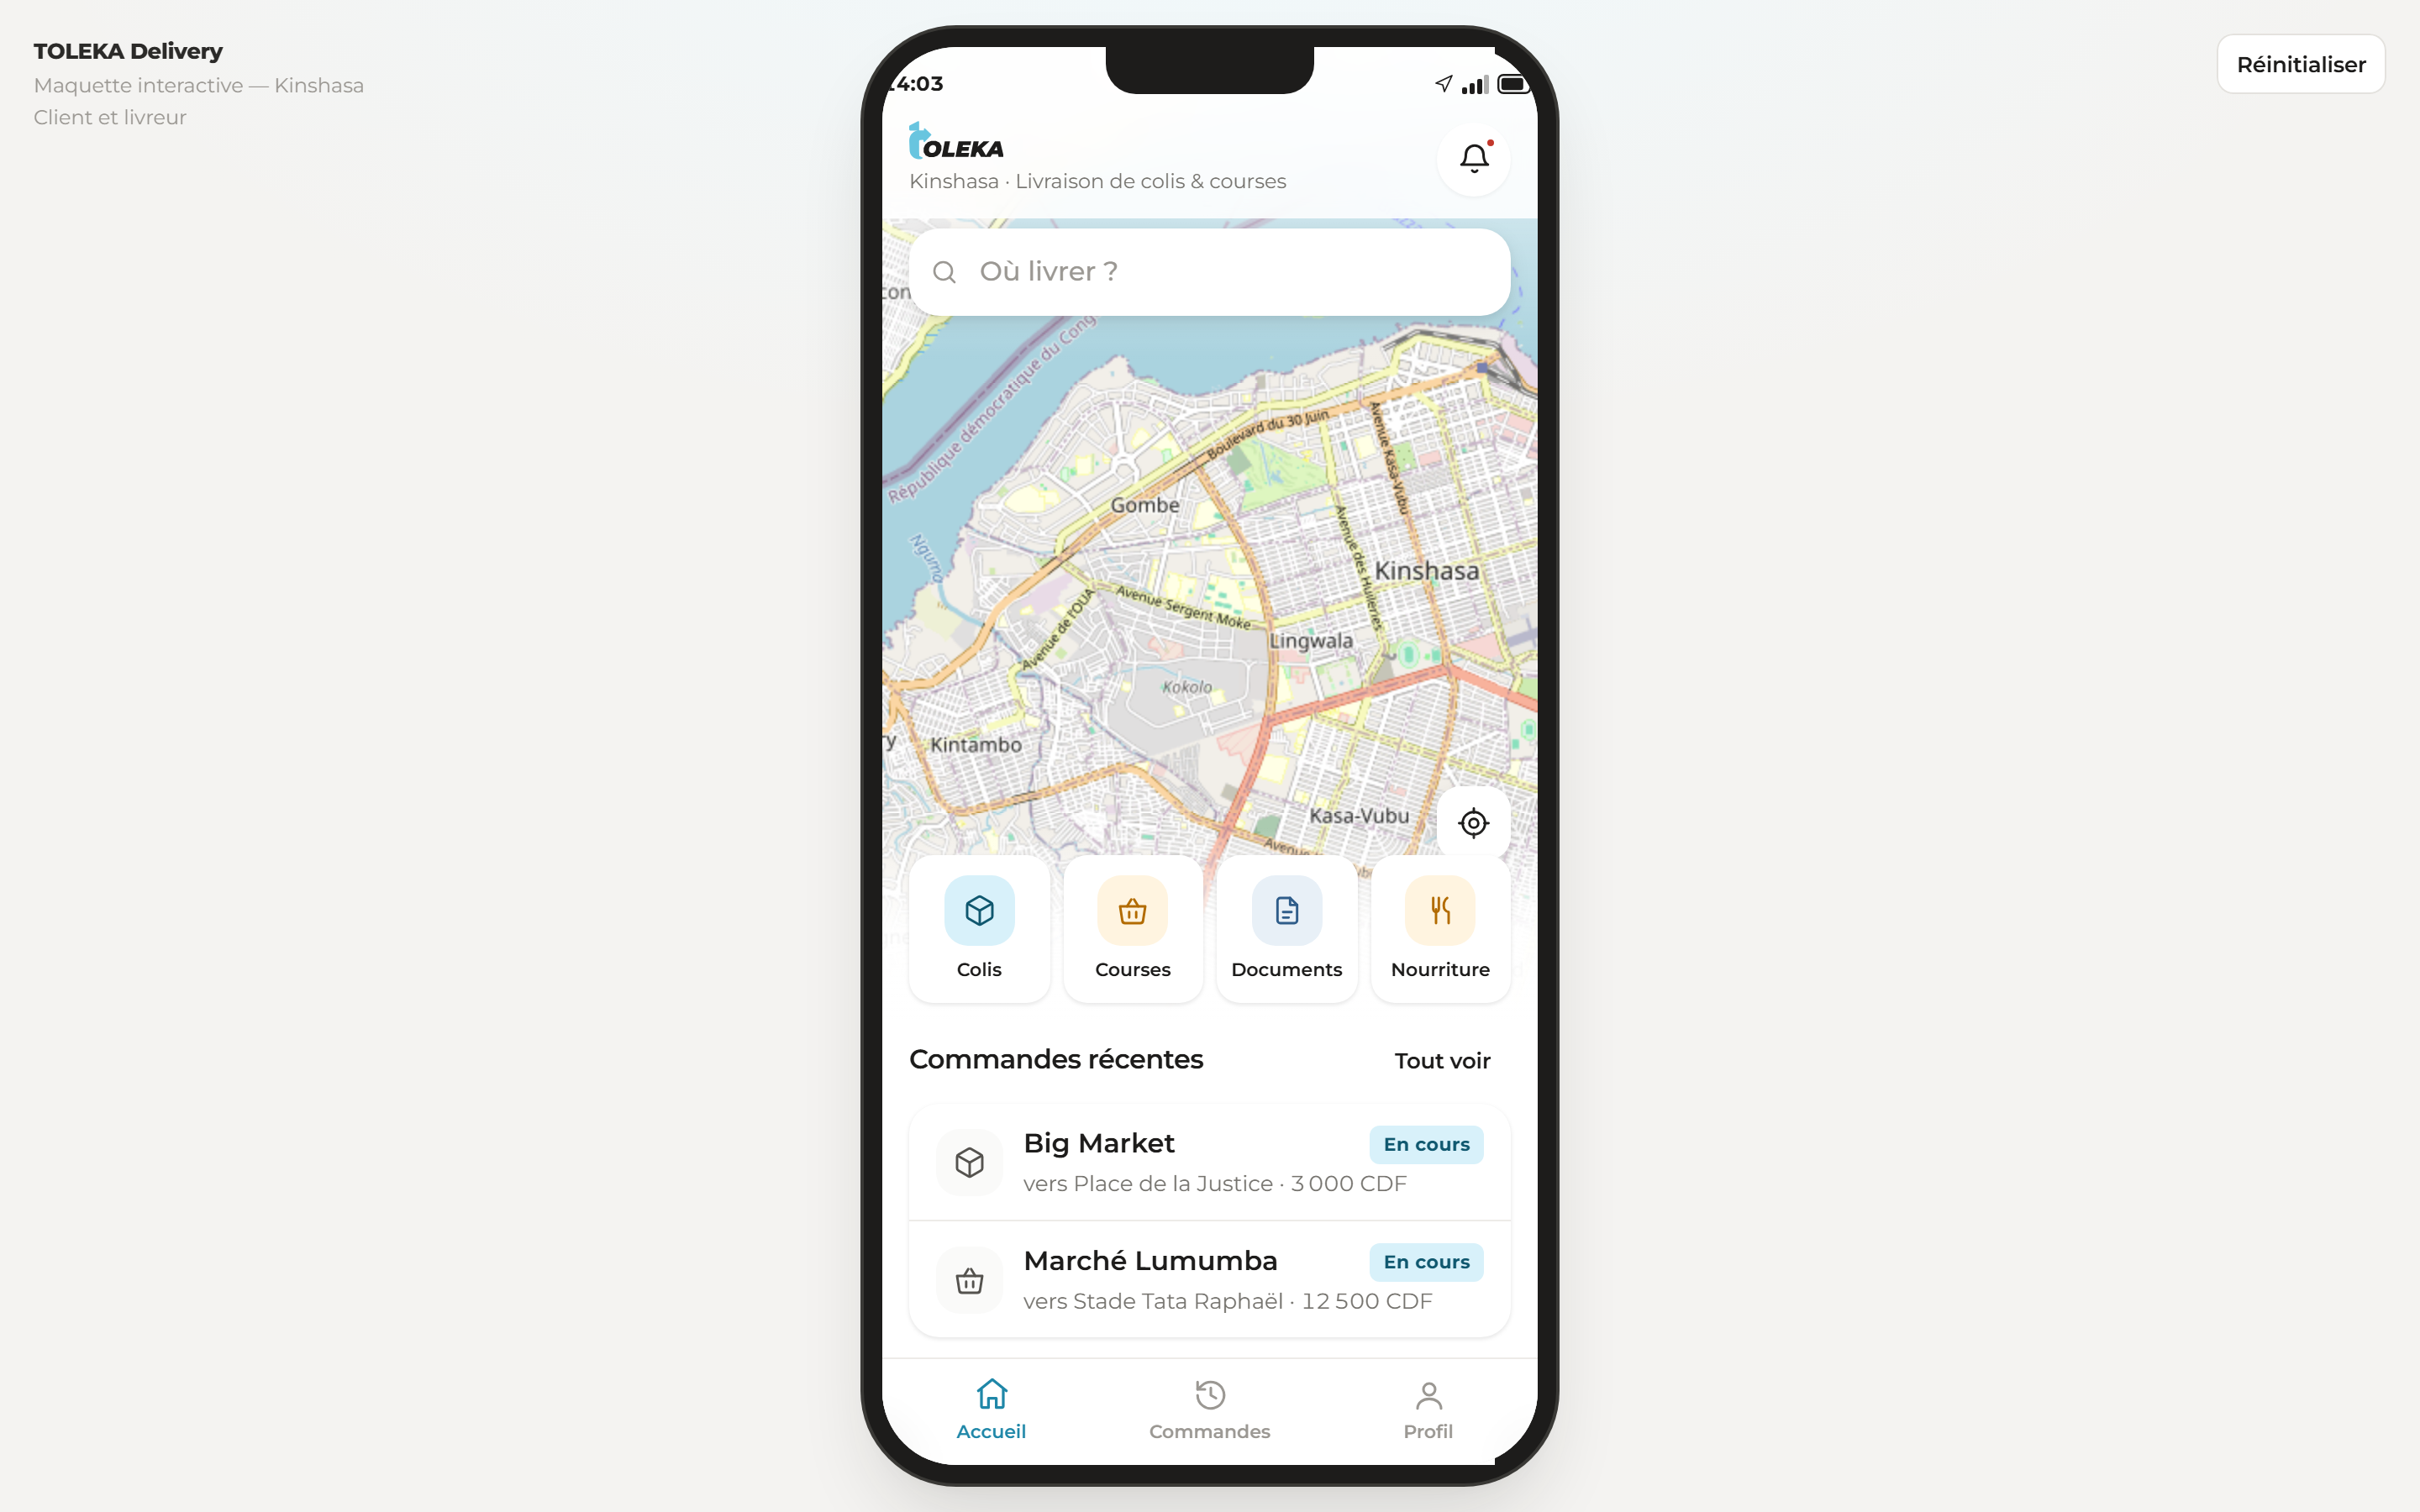 TOLEKA Delivery
Maquette interactive — Kinshasa
Client et livreur
Réinitialiser
4:03
tOLEKA
Kinshasa · Livraison de colis & courses
Où livrer ?
République démocratique du Cong
Boulevard du 30 Juin
Avenue Kasa-Vubu
Gombe
Ngumo
Avenue des Huileries
Kinshasa
Avenue de l'OUA
Avenue Sergent Moke
Lingwala
Kokolo
Kintambo
Kasa-Vubu
Avenue
Colis
Courses
Documents
Nourriture
Commandes récentes
Tout voir
Big Market
En cours
vers Place de la Justice · 3 000 CDF
Marché Lumumba
En cours
vers Stade Tata Raphaël · 12 500 CDF
Accueil
Commandes
Profil